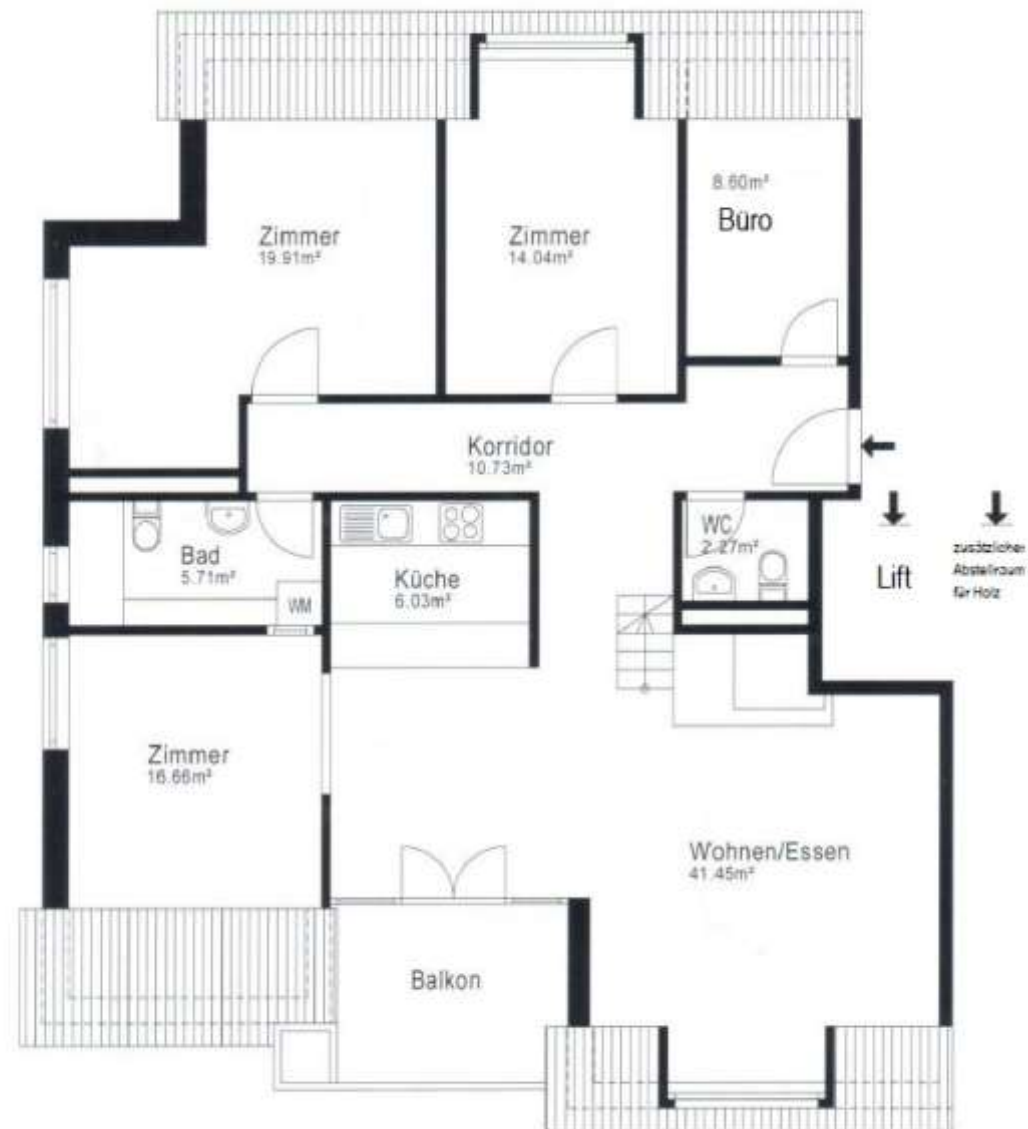 8.60m²
Büro
Zimmer
19.91m²
Zimmer
14.04m²
Korridor
10.73m²
WC
2.27m²
Lift
zusätzlicher
Abstellraum
für Holz
Bad
5.71m²
WM
Küche
6.03m²
Zimmer
16.66m²
Wohnen/Essen
41.45m²
Balkon